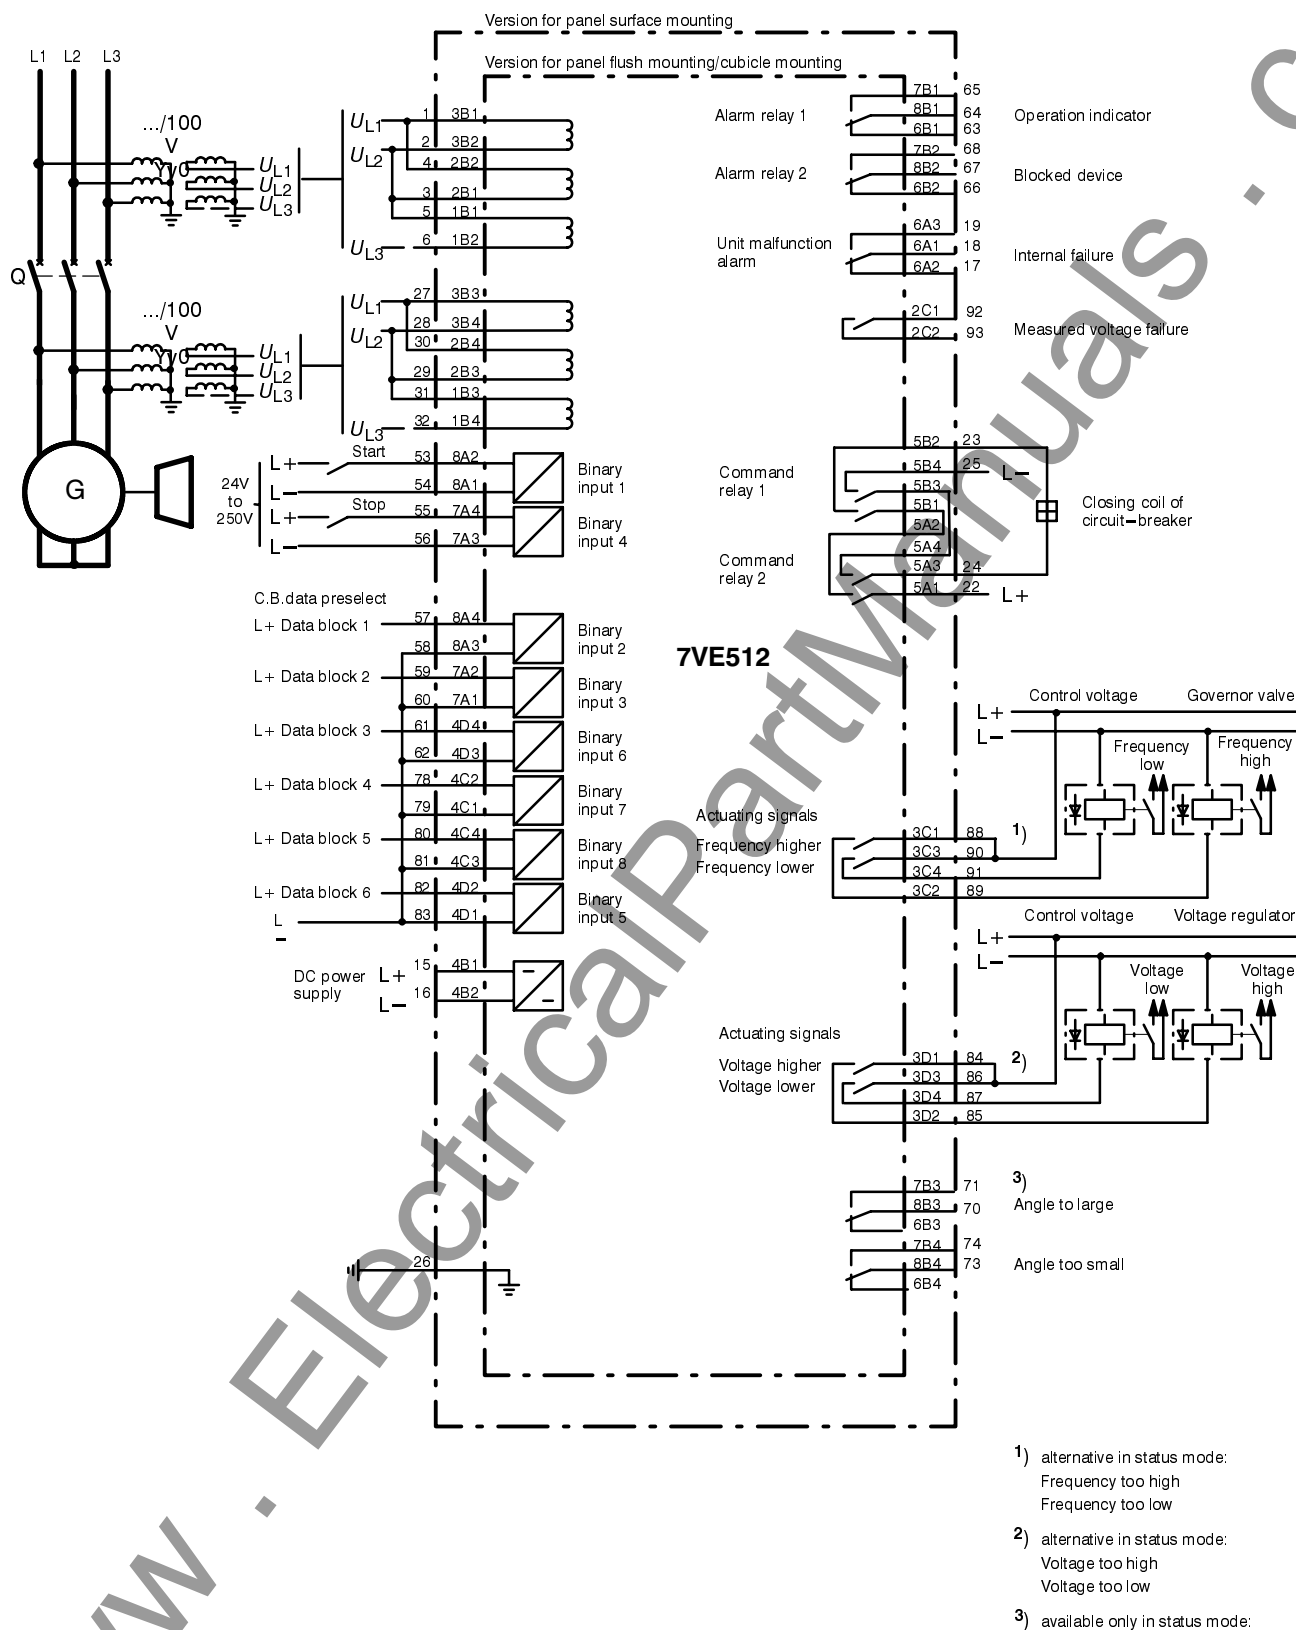 Version for panel surface mounting
Version for panel flush mounting/cubicle mounting
L1 L2 L3
.../100
V
Yy0
UL1
UL2
UL3
UL1
UL2
UL3
1 3B1
2 3B2
4 2B2
3 2B1
5 1B1
6 1B2
Q
.../100
V
Yy0
UL1
UL2
UL3
UL1
UL2
UL3
27 3B3
28 3B4
30 2B4
29 2B3
31 1B3
32 1B4
G
24V
to
250V
L+ Start 53 8A2
L− 54 8A1
Binary
input 1
L+ Stop 55 7A4
L− 56 7A3
Binary
input 4
C.B.data preselect
L+ Data block 1 57 8A4
58 8A3
Binary
input 2
L+ Data block 2 59 7A2
60 7A1
Binary
input 3
L+ Data block 3 61 4D4
62 4D3
Binary
input 6
L+ Data block 4 78 4C2
79 4C1
Binary
input 7
L+ Data block 5 80 4C4
81 4C3
Binary
input 8
L+ Data block 6 82 4D2
L
−
83 4D1
Binary
input 5
DC power
supply
L+ 15 4B1
L− 16 4B2
26
7VE512
Alarm relay 1
7B1 65
8B1 64
6B1 63
Operation indicator
Alarm relay 2
7B2 68
8B2 67
6B2 66
Blocked device
Unit malfunction
alarm
6A3 19
6A1 18
6A2 17
Internal failure
2C1 92
2C2 93
Measured voltage failure
Command
relay 1
5B2 23
5B4 25 L−
5B3
5B1
5A2
Closing coil of
circuit−breaker
Command
relay 2
5A4
5A3 24
5A1 22 L+
Control voltage Governor valve
L+
L−
Frequency
low
Frequency
high
Actuating signals
Frequency higher
Frequency lower
3C1 88
3C3 90
3C4 91
3C2 89
1)
Control voltage Voltage regulator
L+
L−
Voltage
low
Voltage
high
Actuating signals
Voltage higher
Voltage lower
3D1 84
3D3 86
3D4 87
3D2 85
2)
7B3 71
8B3 70
6B3
3)
Angle to large
7B4 74
8B4 73
6B4
Angle too small
1) alternative in status mode:
Frequency too high
Frequency too low
2) alternative in status mode:
Voltage too high
Voltage too low
3) available only in status mode:
w . ElectricalPartManuals . c